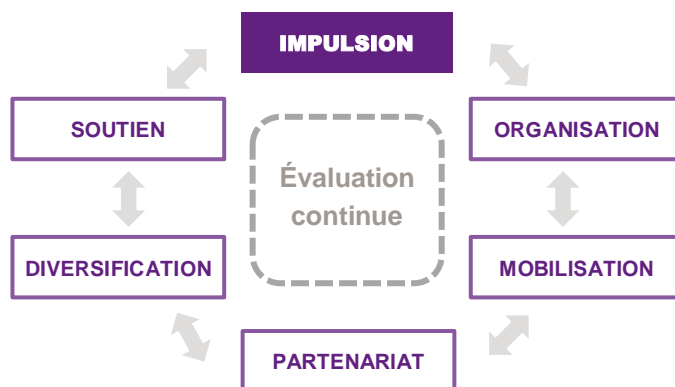 IMPULSION
SOUTIEN
ORGANISATION
Évaluation
continue
DIVERSIFICATION
MOBILISATION
PARTENARIAT